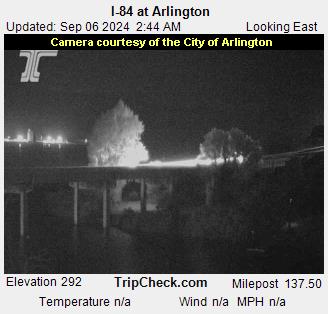 I-84 at Arlington
Updated: Sep 06 2024 2:44 AM Looking East
Camera courtesy of the City of Arlington
Elevation 292 TripCheck.com Milepost 137.50
Temperature n/a Wind n/a MPH n/a